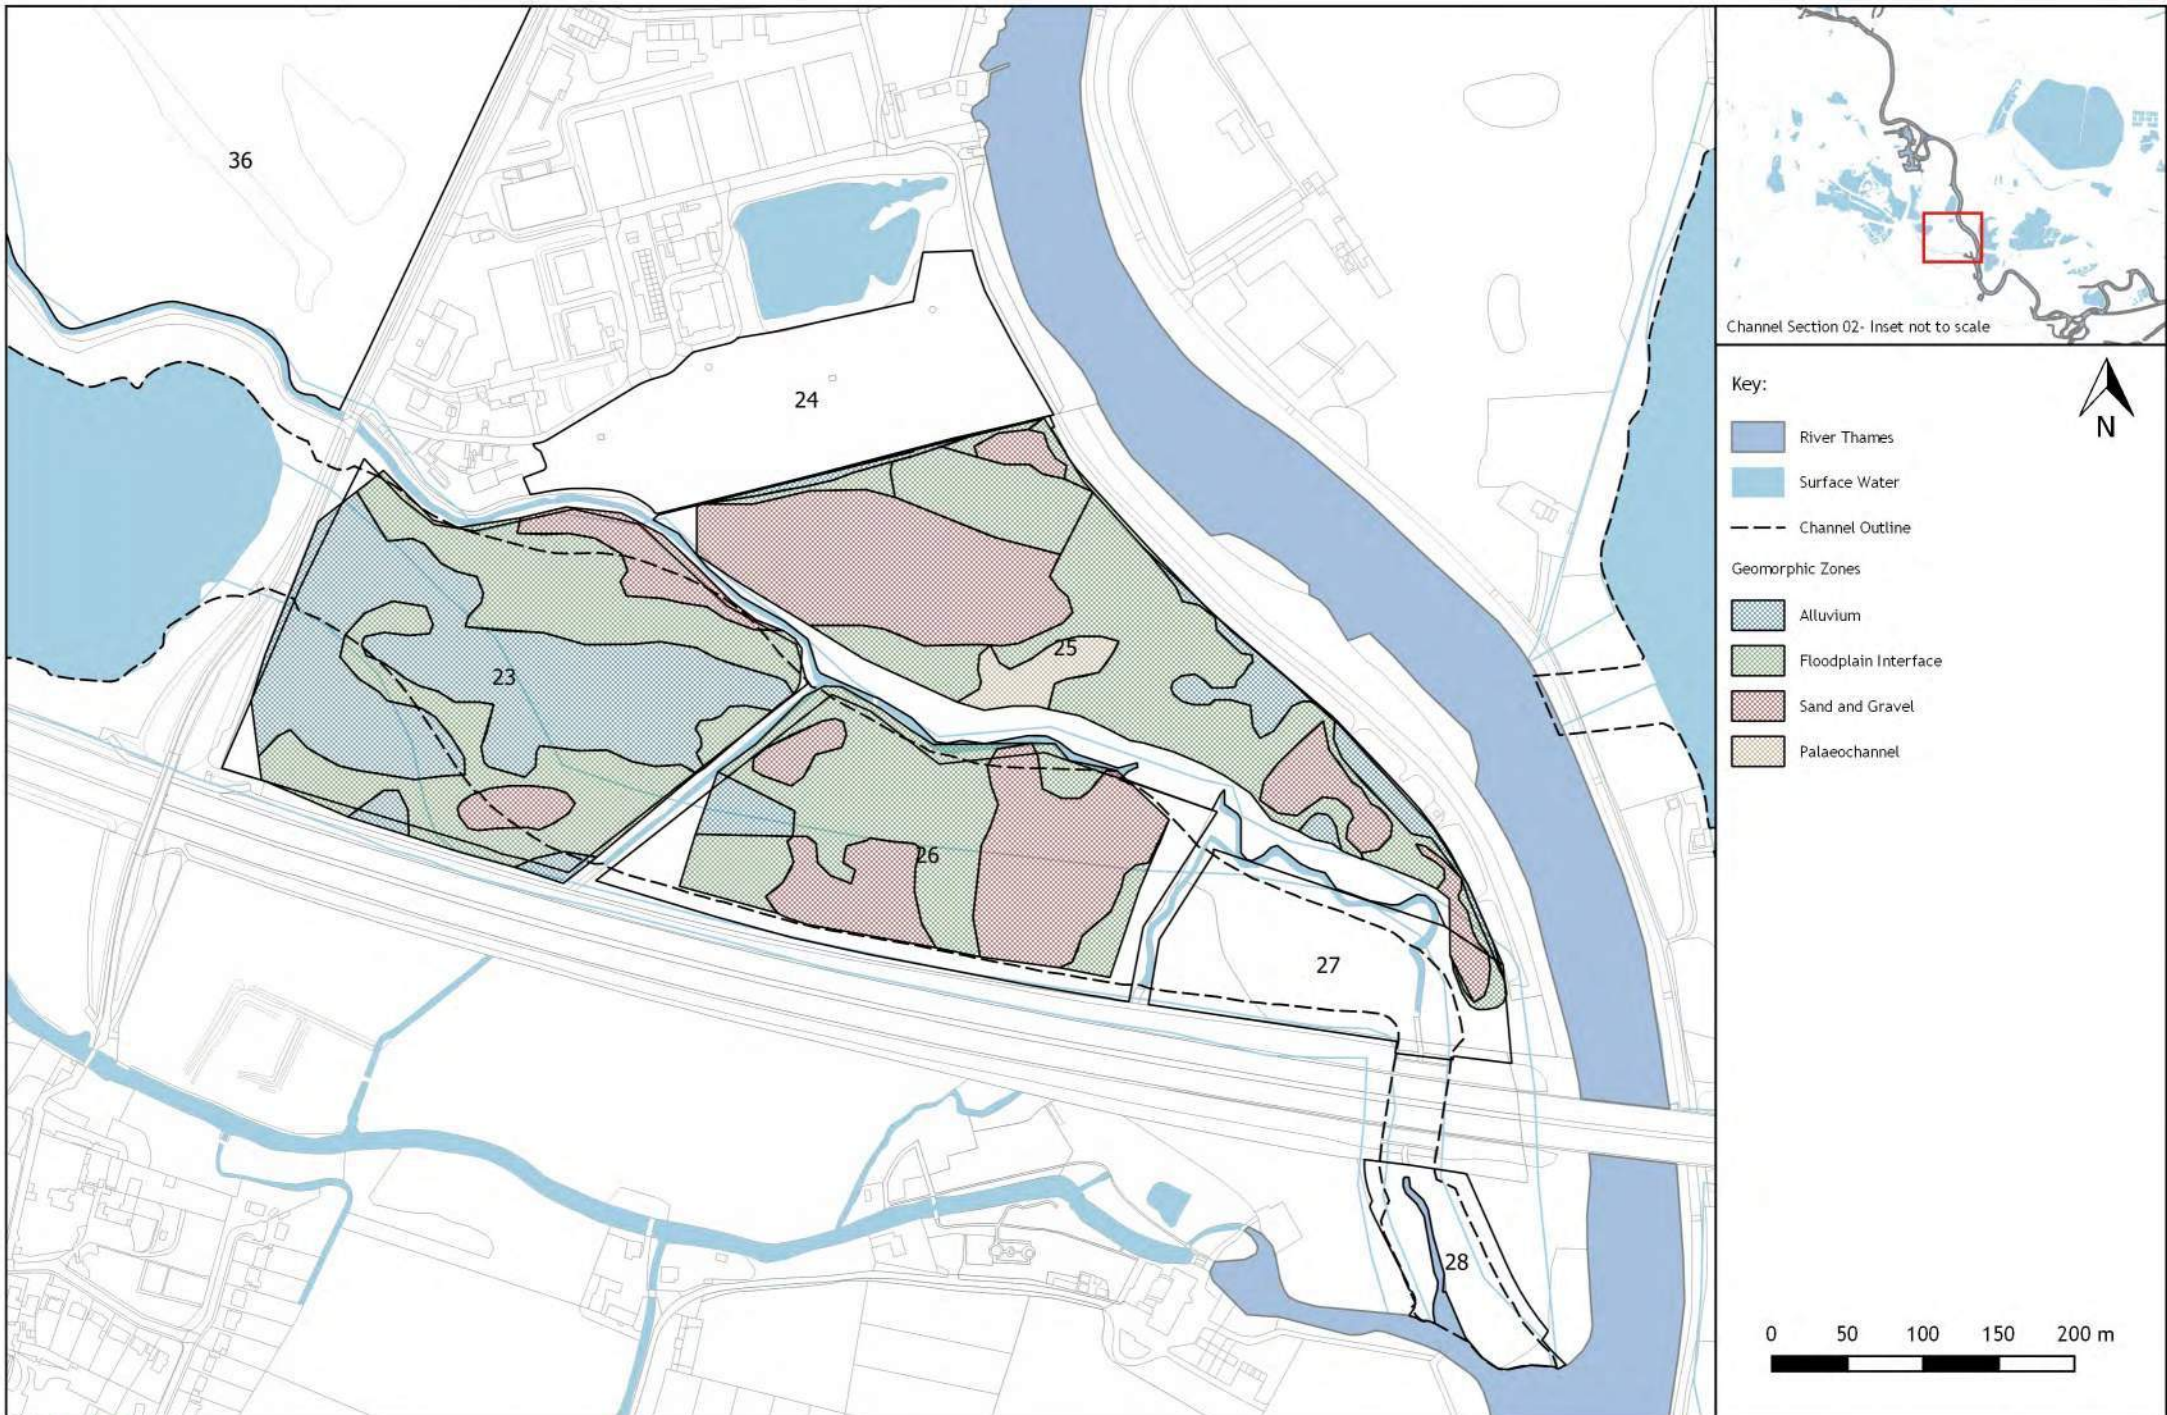 36
24
25
23
26
27
28
Channel Section 02- Inset not to scale
Key:
N
River Thames
Surface Water
Channel Outline
Geomorphic Zones
Alluvium
Floodplain Interface
Sand and Gravel
Palaeochannel
0 50 100 150 200 m